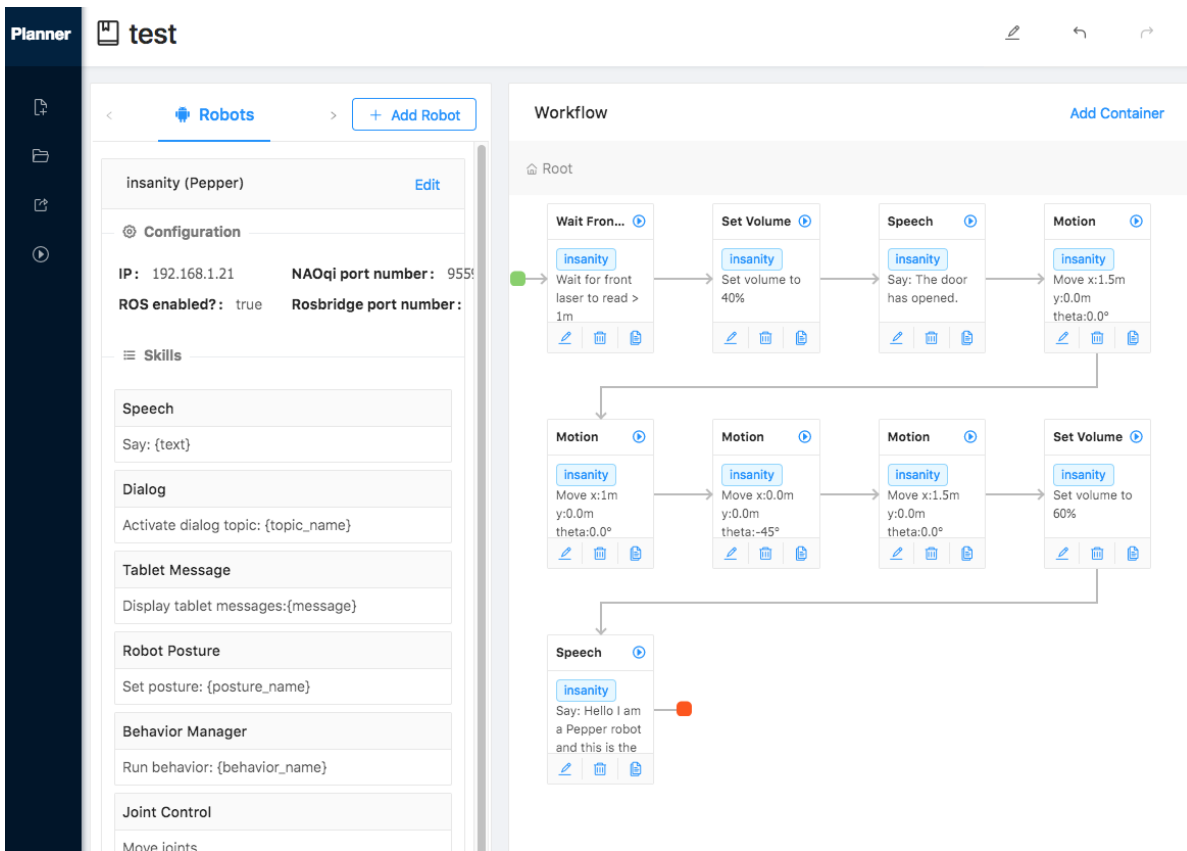 Planner
test
Robots
+ Add Robot
insanity (Pepper)
Edit
Configuration
IP: 192.168.1.21 NAOqi port number: 9559
ROS enabled?: true Rosbridge port number:
Skills
Speech
Say: {text}
Dialog
Activate dialog topic: {topic_name}
Tablet Message
Display tablet messages:{message}
Robot Posture
Set posture: {posture_name}
Behavior Manager
Run behavior: {behavior_name}
Joint Control
Move joints
Workflow
Add Container
Root
Wait Fron...
insanity
Wait for front
laser to read >
1m
Set Volume
insanity
Set volume to
40%
Speech
insanity
Say: The door
has opened.
Motion
insanity
Move x:1.5m
y:0.0m
theta:0.0°
Motion
insanity
Move x:1m
y:0.0m
theta:0.0°
Motion
insanity
Move x:0.0m
y:0.0m
theta:-45°
Motion
insanity
Move x:1.5m
y:0.0m
theta:0.0°
Set Volume
insanity
Set volume to
60%
Speech
insanity
Say: Hello I am
a Pepper robot
and this is the